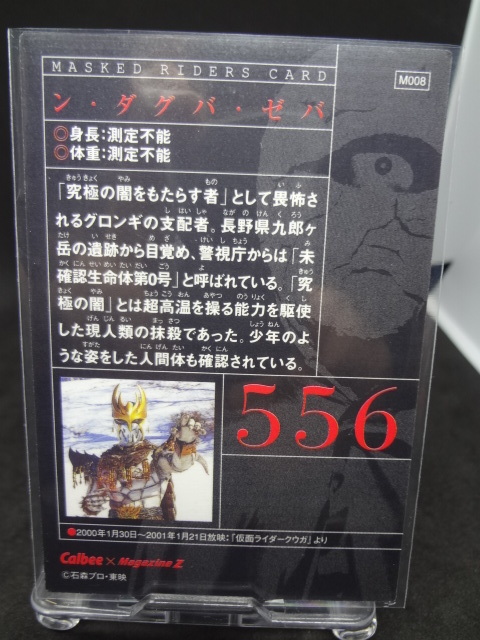 MASKED RIDERS CARD
M008
ン・ダグバ・ゼバ
◎身長:測定不能
◎体重:測定不能
「究極の闇をもたらす者」として畏怖さ
れるグロンギの支配者。長野県九郎ヶ
岳の遺跡から目覚め、警視庁からは「未
確認生命体第0号」と呼ばれている。「究
極の闇」とは超高温を操る能力を駆使
した現人類の抹殺であった。少年のよ
うな姿をした人間体も確認されている。
556
●2000年1月30日〜2001年1月21日放映:「仮面ライダークウガ」より
Calbee × Magazine Z
©石森プロ・東映